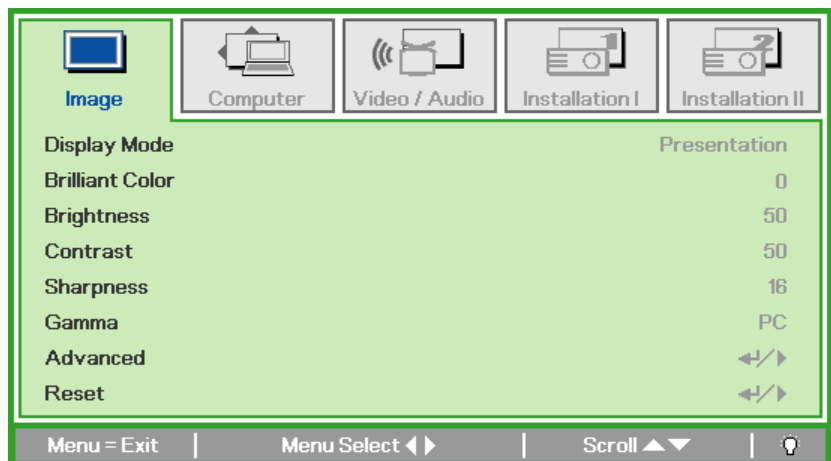 Image Computer Video / Audio Installation I Installation II
Display Mode Presentation
Brilliant Color 0
Brightness 50
Contrast 50
Sharpness 16
Gamma PC
Advanced ↵/▶
Reset ↵/▶
Menu = Exit | Menu Select ◀▶ | Scroll ▲▼ |